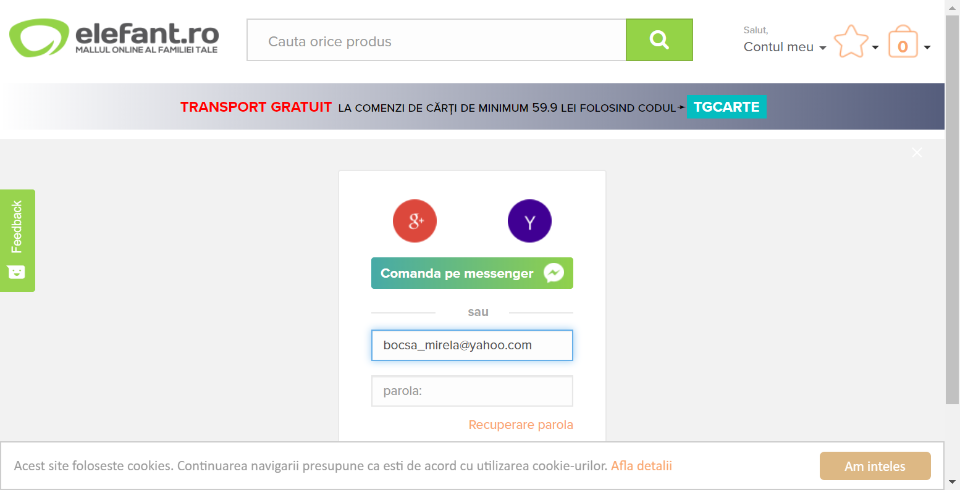 elefant.ro
MALLUL ONLINE AL FAMILIEI TALE
Cauta orice produs
Salut,
Contul meu
0
TRANSPORT GRATUIT LA COMENZI DE CĂRȚI DE MINIMUM 59.9 LEI FOLOSIND CODUL TGCARTE
Feedback
g+
Y
Comanda pe messenger
sau
bocsa_mirela@yahoo.com
parola:
Recuperare parola
Acest site foloseste cookies. Continuarea navigarii presupune ca esti de acord cu utilizarea cookie-urilor. Afla detalii
Am inteles